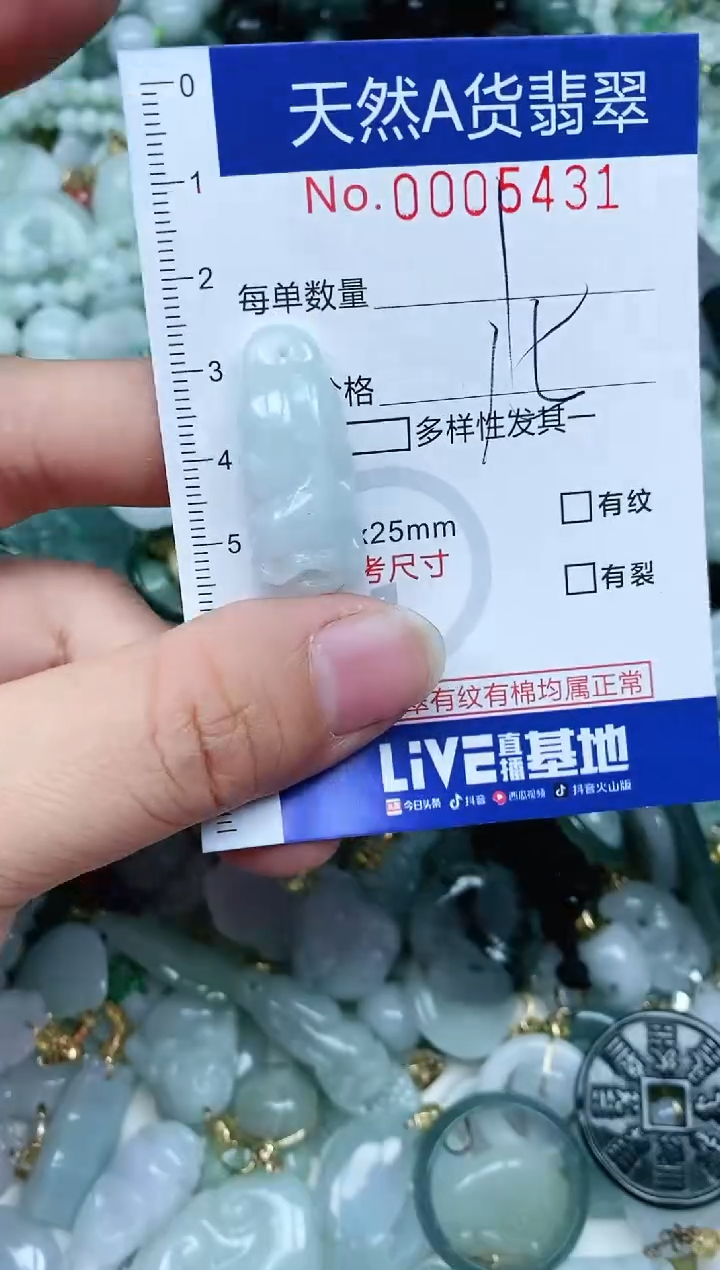 天然A货翡翠
No.0005431
0
1
2
3
4
5
每单数量
格
多样性发其一
有纹
x25mm
考尺寸
有裂
有纹有棉均属正常
LiVE直播基地
今日头条 抖音 西瓜视频 抖音火山版